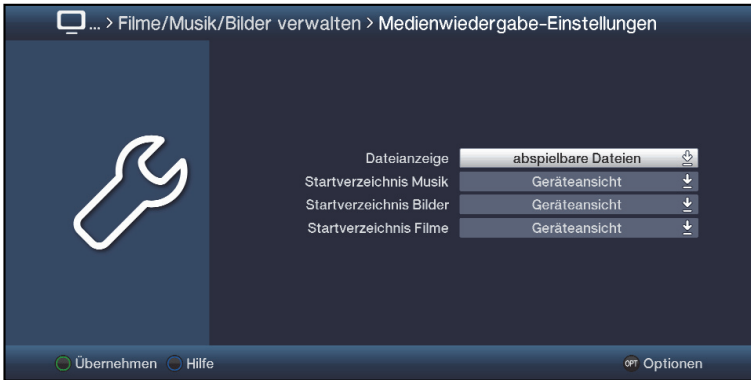 ... > Filme/Musik/Bilder verwalten > Medienwiedergabe-Einstellungen
Dateianzeige abspielbare Dateien
Startverzeichnis Musik Geräteansicht
Startverzeichnis Bilder Geräteansicht
Startverzeichnis Filme Geräteansicht
Übernehmen Hilfe OPT Optionen